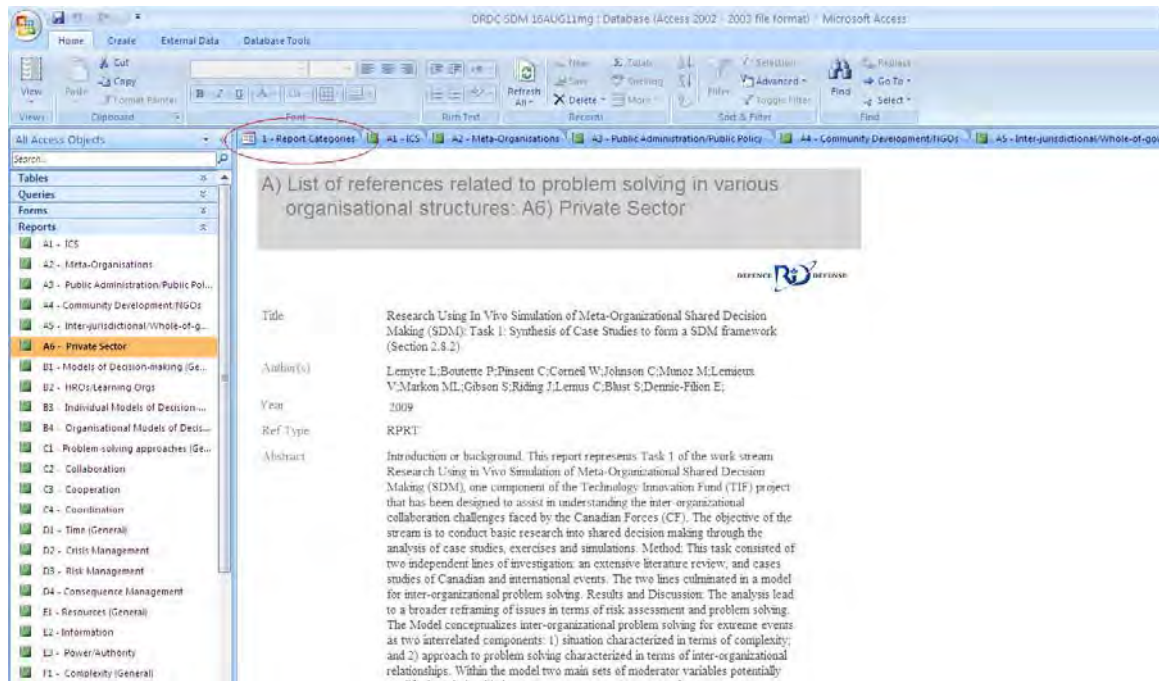 DRDC SDM 16AUG11mg : Database (Access 2002 - 2003 file format) - Microsoft Access
Home Create External Data Database Tools
Cut
Copy
Format Painter
View
Paste
Refresh All
New
Save
Delete
Totals
Spelling
More
Filter
Selection
Advanced
Toggle Filter
Find
Replace
Go To
Select
Views Clipboard Font Rich Text Records Sort & Filter Find
All Access Objects
1 - Report Categories A1 - ICS A2 - Meta-Organisations A3 - Public Administration/Public Policy A4 - Community Development/NGOs A5 - Inter-jurisdictional/Whole-of-gov
Search...
Tables
Queries
Forms
Reports
A1 - ICS
A2 - Meta-Organisations
A3 - Public Administration/Public Pol...
A4 - Community Development/NGOs
A5 - Inter-jurisdictional/Whole-of-g...
A6 - Private Sector
B1 - Models of Decision-making (Ge...
B2 - HROs/Learning Orgs
B3 - Individual Models of Decision-...
B4 - Organisational Models of Decis...
C1 - Problem solving approaches (Ge...
C2 - Collaboration
C3 - Cooperation
C4 - Coordination
D1 - Time (General)
D2 - Crisis Management
D3 - Risk Management
D4 - Consequence Management
E1 - Resources (General)
E2 - Information
E3 - Power/Authority
F1 - Complexity (General)
A) List of references related to problem solving in various
organisational structures: A6) Private Sector
DEFENCE R&D DÉFENSE
Title Research Using In Vivo Simulation of Meta-Organizational Shared Decision
Making (SDM): Task 1: Synthesis of Case Studies to form a SDM framework
(Section 2.8.2)
Author(s) Lemyre L;Boutette P;Pinsent C;Corneil W;Johnson C;Munoz M;Lemieux
V;Markon ML;Gibson S;Riding J;Lemus C;Blust S;Dennie-Filion E;
Year 2009
Ref Type RPRT
Abstract Introduction or background. This report represents Task 1 of the work stream
Research Using in Vivo Simulation of Meta-Organizational Shared Decision
Making (SDM), one component of the Technology Innovation Fund (TIF) project
that has been designed to assist in understanding the inter-organizational
collaboration challenges faced by the Canadian Forces (CF). The objective of the
stream is to conduct basic research into shared decision making through the
analysis of case studies, exercises and simulations. Method: This task consisted of
two independent lines of investigation: an extensive literature review, and cases
studies of Canadian and international events. The two lines culminated in a model
for inter-organizational problem solving. Results and Discussion: The analysis lead
to a broader reframing of issues in terms of risk assessment and problem solving.
The Model conceptualizes inter-organizational problem solving for extreme events
as two interrelated components: 1) situation characterized in terms of complexity;
and 2) approach to problem solving characterized in terms of inter-organizational
relationships. Within the model two main sets of moderator variables potentially